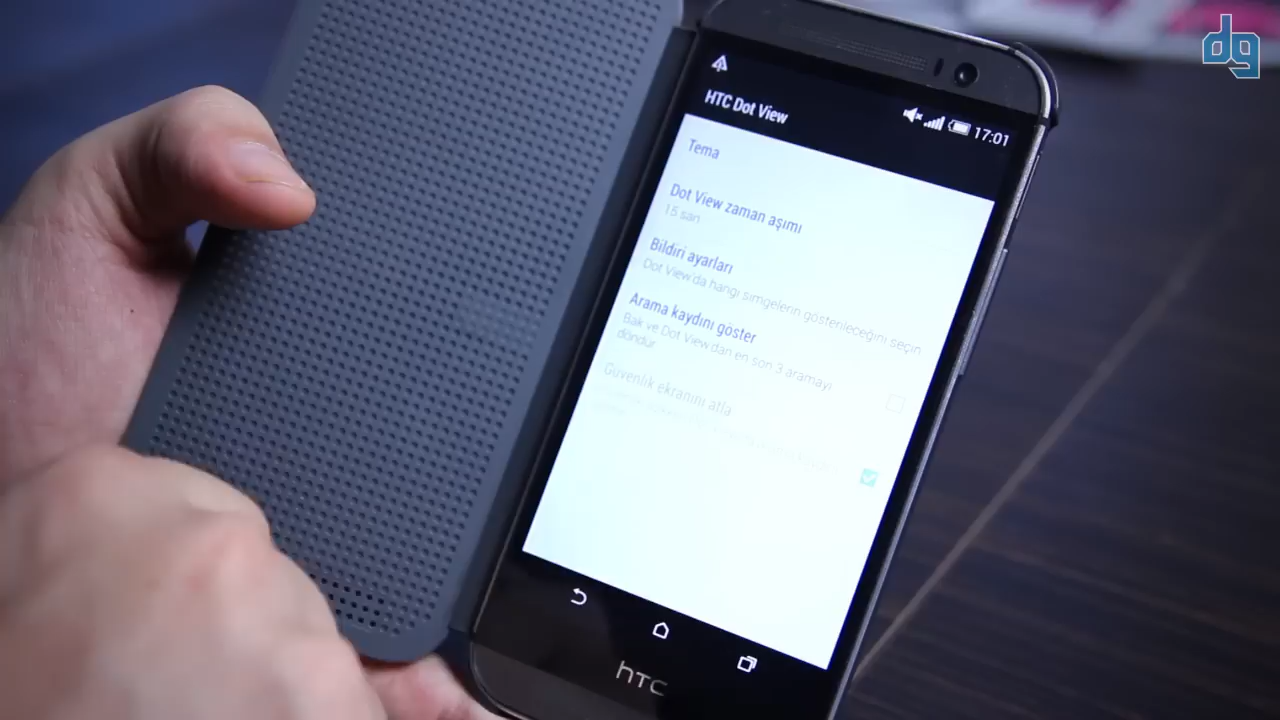 dg
17:01
HTC Dot View
Tema
Dot View zaman aşımı
15 san
Bildiri ayarları
Dot View'da hangi simgelerin gösterileceğini seçin
Arama kaydını göster
Bak ve Dot View'dan en son 3 aramayı
döndür
Güvenlik ekranını atla
hTC